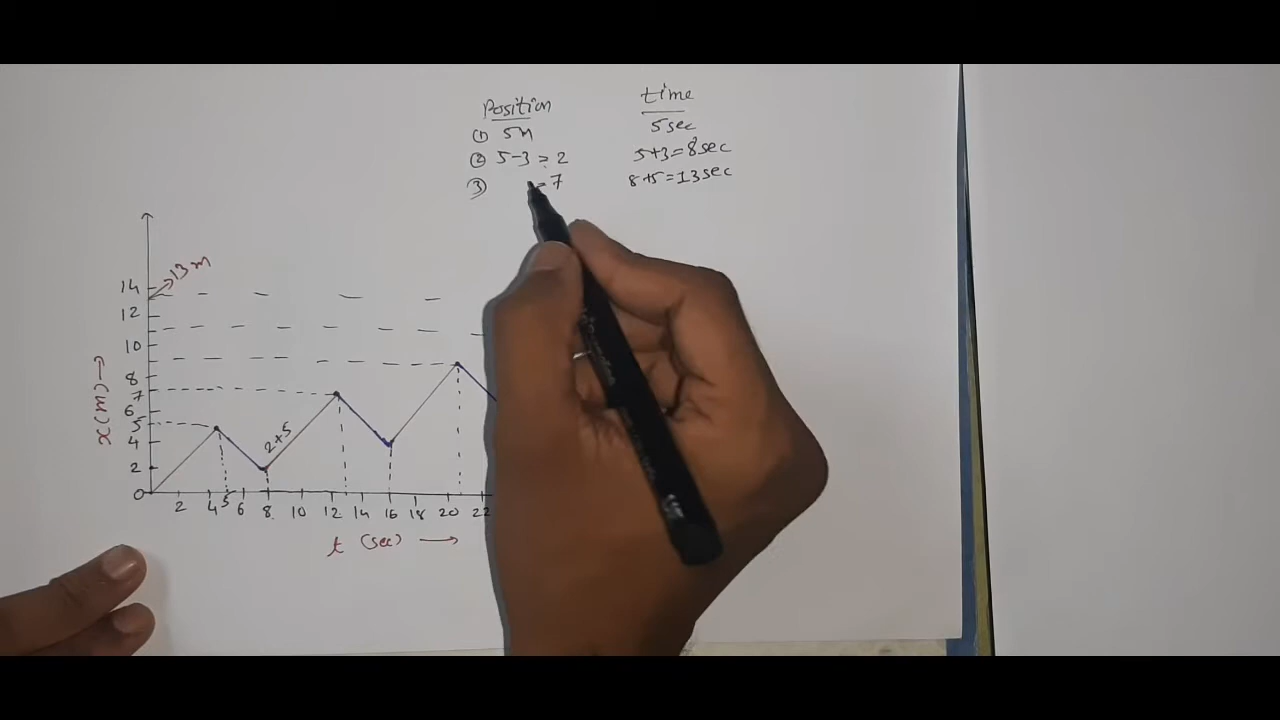 Position time
① 5m 5sec
② 5-3 = 2 5+3=8sec
③ =7 8+5=13sec
13m
14
12
10
8
7
6
5
4
2
0
x(m) →
2+5
2 4 5 6 8 10 12 14 16 18 20 22
t (sec) →